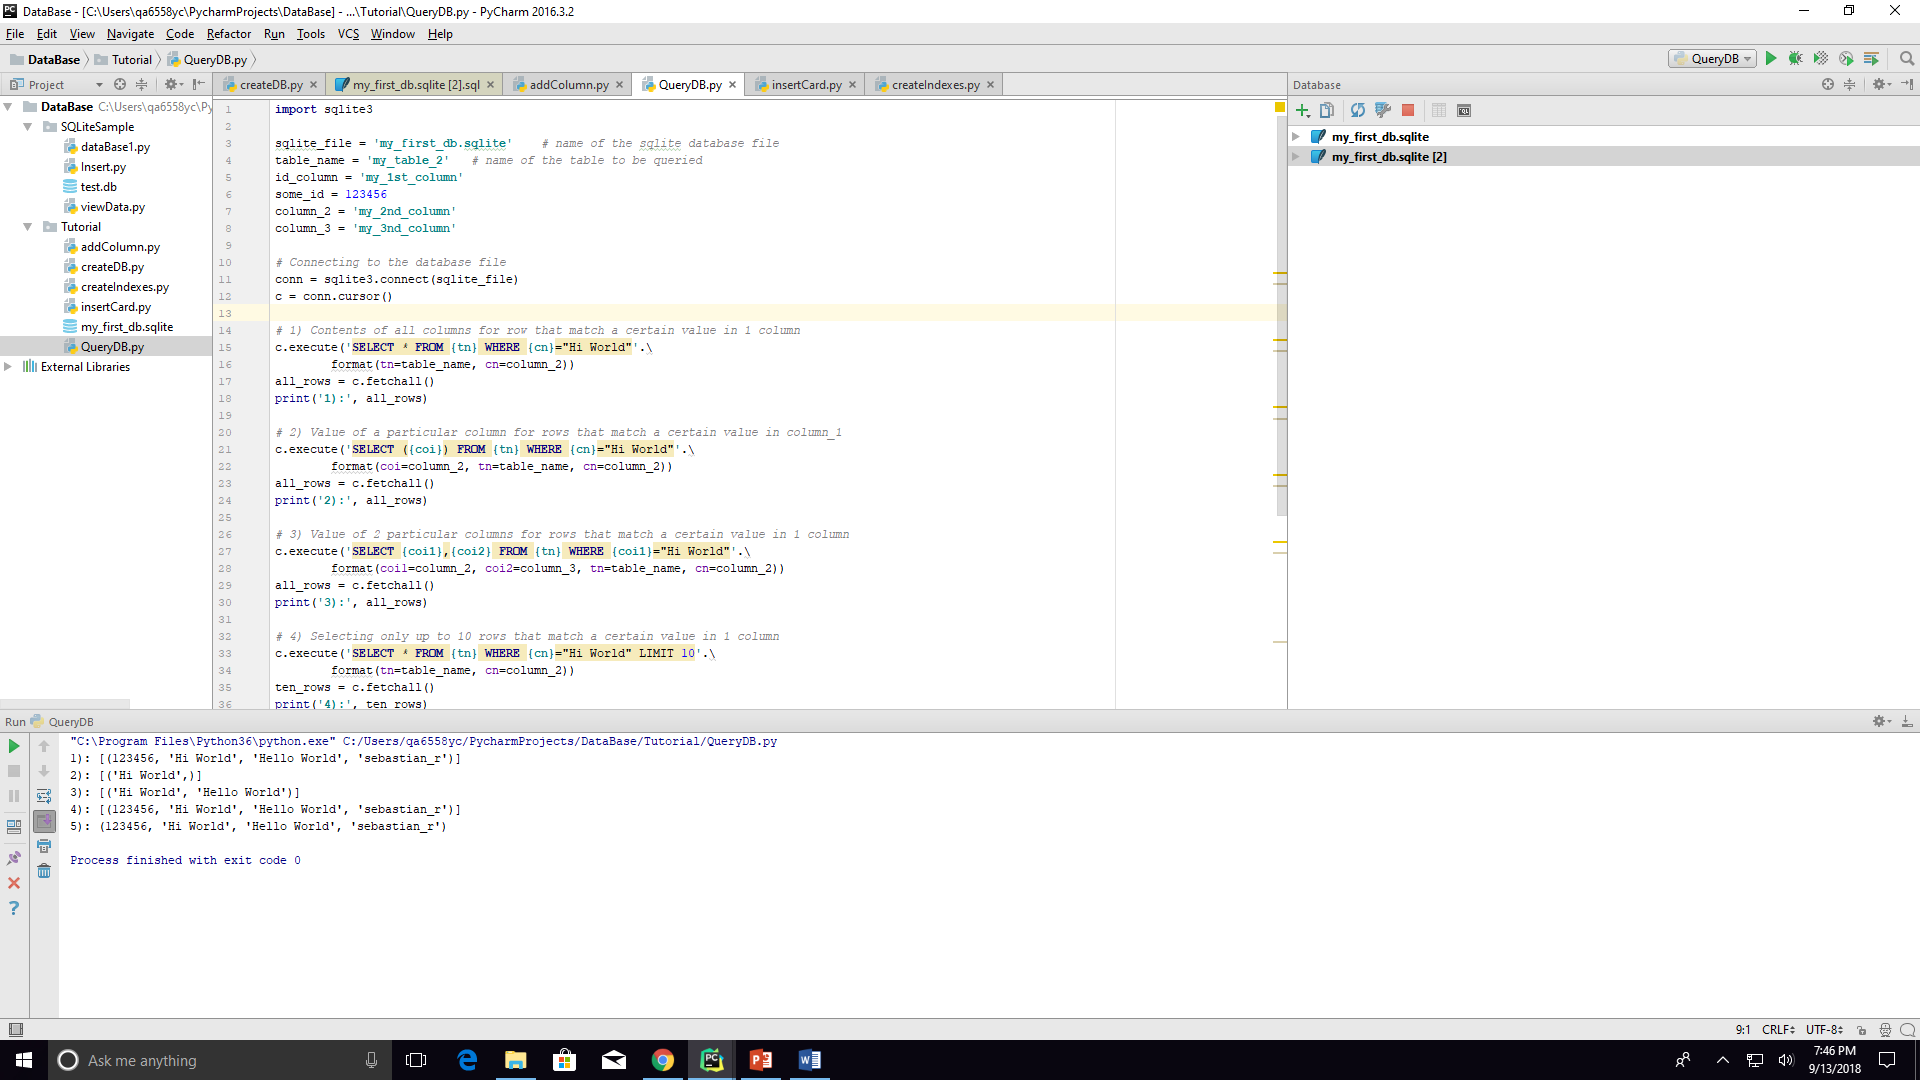 DataBase - [C:\Users\qa6558yc\PycharmProjects\DataBase] - ...\Tutorial\QueryDB.py - PyCharm 2016.3.2
File Edit View Navigate Code Refactor Run Tools VCS Window Help
DataBase Tutorial QueryDB.py
QueryDB
Project
createDB.py my_first_db.sqlite [2].sql addColumn.py QueryDB.py insertCard.py createIndexes.py
Database
DataBase C:\Users\qa6558yc\Py
SQLiteSample
dataBase1.py
Insert.py
test.db
viewData.py
Tutorial
addColumn.py
createDB.py
createIndexes.py
insertCard.py
my_first_db.sqlite
QueryDB.py
External Libraries
1 import sqlite3
2
3 sqlite_file = 'my_first_db.sqlite'    # name of the sqlite database file
4 table_name = 'my_table_2'   # name of the table to be queried
5 id_column = 'my_1st_column'
6 some_id = 123456
7 column_2 = 'my_2nd_column'
8 column_3 = 'my_3nd_column'
9
10 # Connecting to the database file
11 conn = sqlite3.connect(sqlite_file)
12 c = conn.cursor()
13
14 # 1) Contents of all columns for row that match a certain value in 1 column
15 c.execute('SELECT * FROM {tn} WHERE {cn}="Hi World"'.\
16         format(tn=table_name, cn=column_2))
17 all_rows = c.fetchall()
18 print('1):', all_rows)
19
20 # 2) Value of a particular column for rows that match a certain value in column_1
21 c.execute('SELECT ({coi}) FROM {tn} WHERE {cn}="Hi World"'.\
22         format(coi=column_2, tn=table_name, cn=column_2))
23 all_rows = c.fetchall()
24 print('2):', all_rows)
25
26 # 3) Value of 2 particular columns for rows that match a certain value in 1 column
27 c.execute('SELECT {coi1},{coi2} FROM {tn} WHERE {coi1}="Hi World"'.\
28         format(coi1=column_2, coi2=column_3, tn=table_name, cn=column_2))
29 all_rows = c.fetchall()
30 print('3):', all_rows)
31
32 # 4) Selecting only up to 10 rows that match a certain value in 1 column
33 c.execute('SELECT * FROM {tn} WHERE {cn}="Hi World" LIMIT 10'.\
34         format(tn=table_name, cn=column_2))
35 ten_rows = c.fetchall()
36 print('4):', ten_rows)
my_first_db.sqlite
my_first_db.sqlite [2]
Run QueryDB
"C:\Program Files\Python36\python.exe" C:/Users/qa6558yc/PycharmProjects/DataBase/Tutorial/QueryDB.py
1): [(123456, 'Hi World', 'Hello World', 'sebastian_r')]
2): [('Hi World',)]
3): [('Hi World', 'Hello World')]
4): [(123456, 'Hi World', 'Hello World', 'sebastian_r')]
5): (123456, 'Hi World', 'Hello World', 'sebastian_r')
Process finished with exit code 0
9:1 CRLF UTF-8
Ask me anything
7:46 PM
9/13/2018